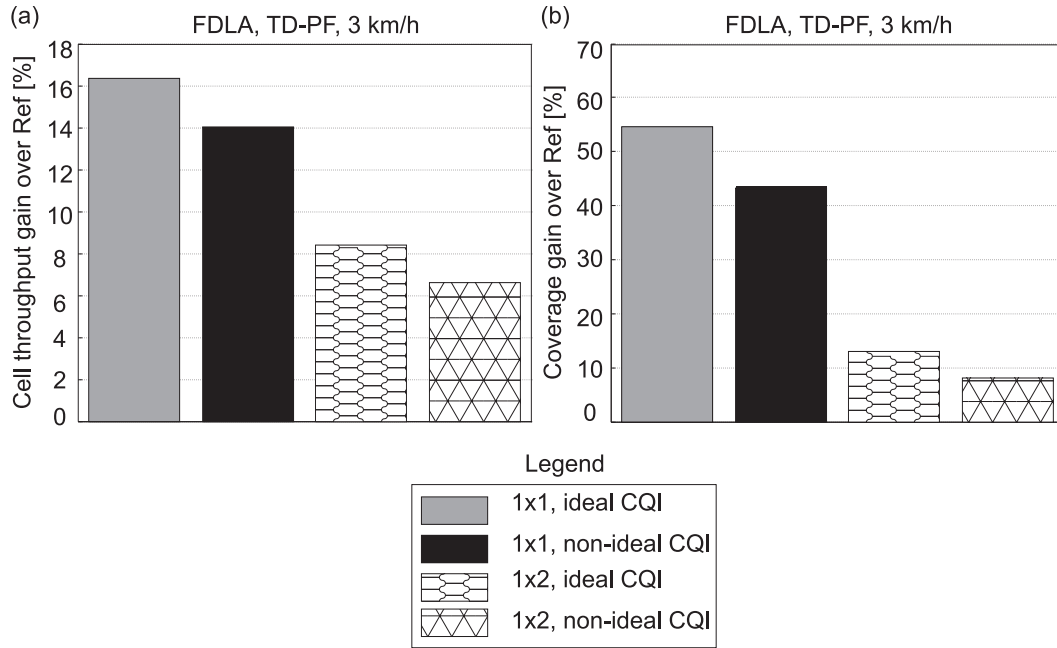 (a)
FDLA, TD-PF, 3 km/h
Cell throughput gain over Ref [%]
18
16
14
12
10
8
6
4
2
0
(b)
FDLA, TD-PF, 3 km/h
Coverage gain over Ref [%]
70
60
50
40
30
20
10
0
Legend
1x1, ideal CQI
1x1, non-ideal CQI
1x2, ideal CQI
1x2, non-ideal CQI